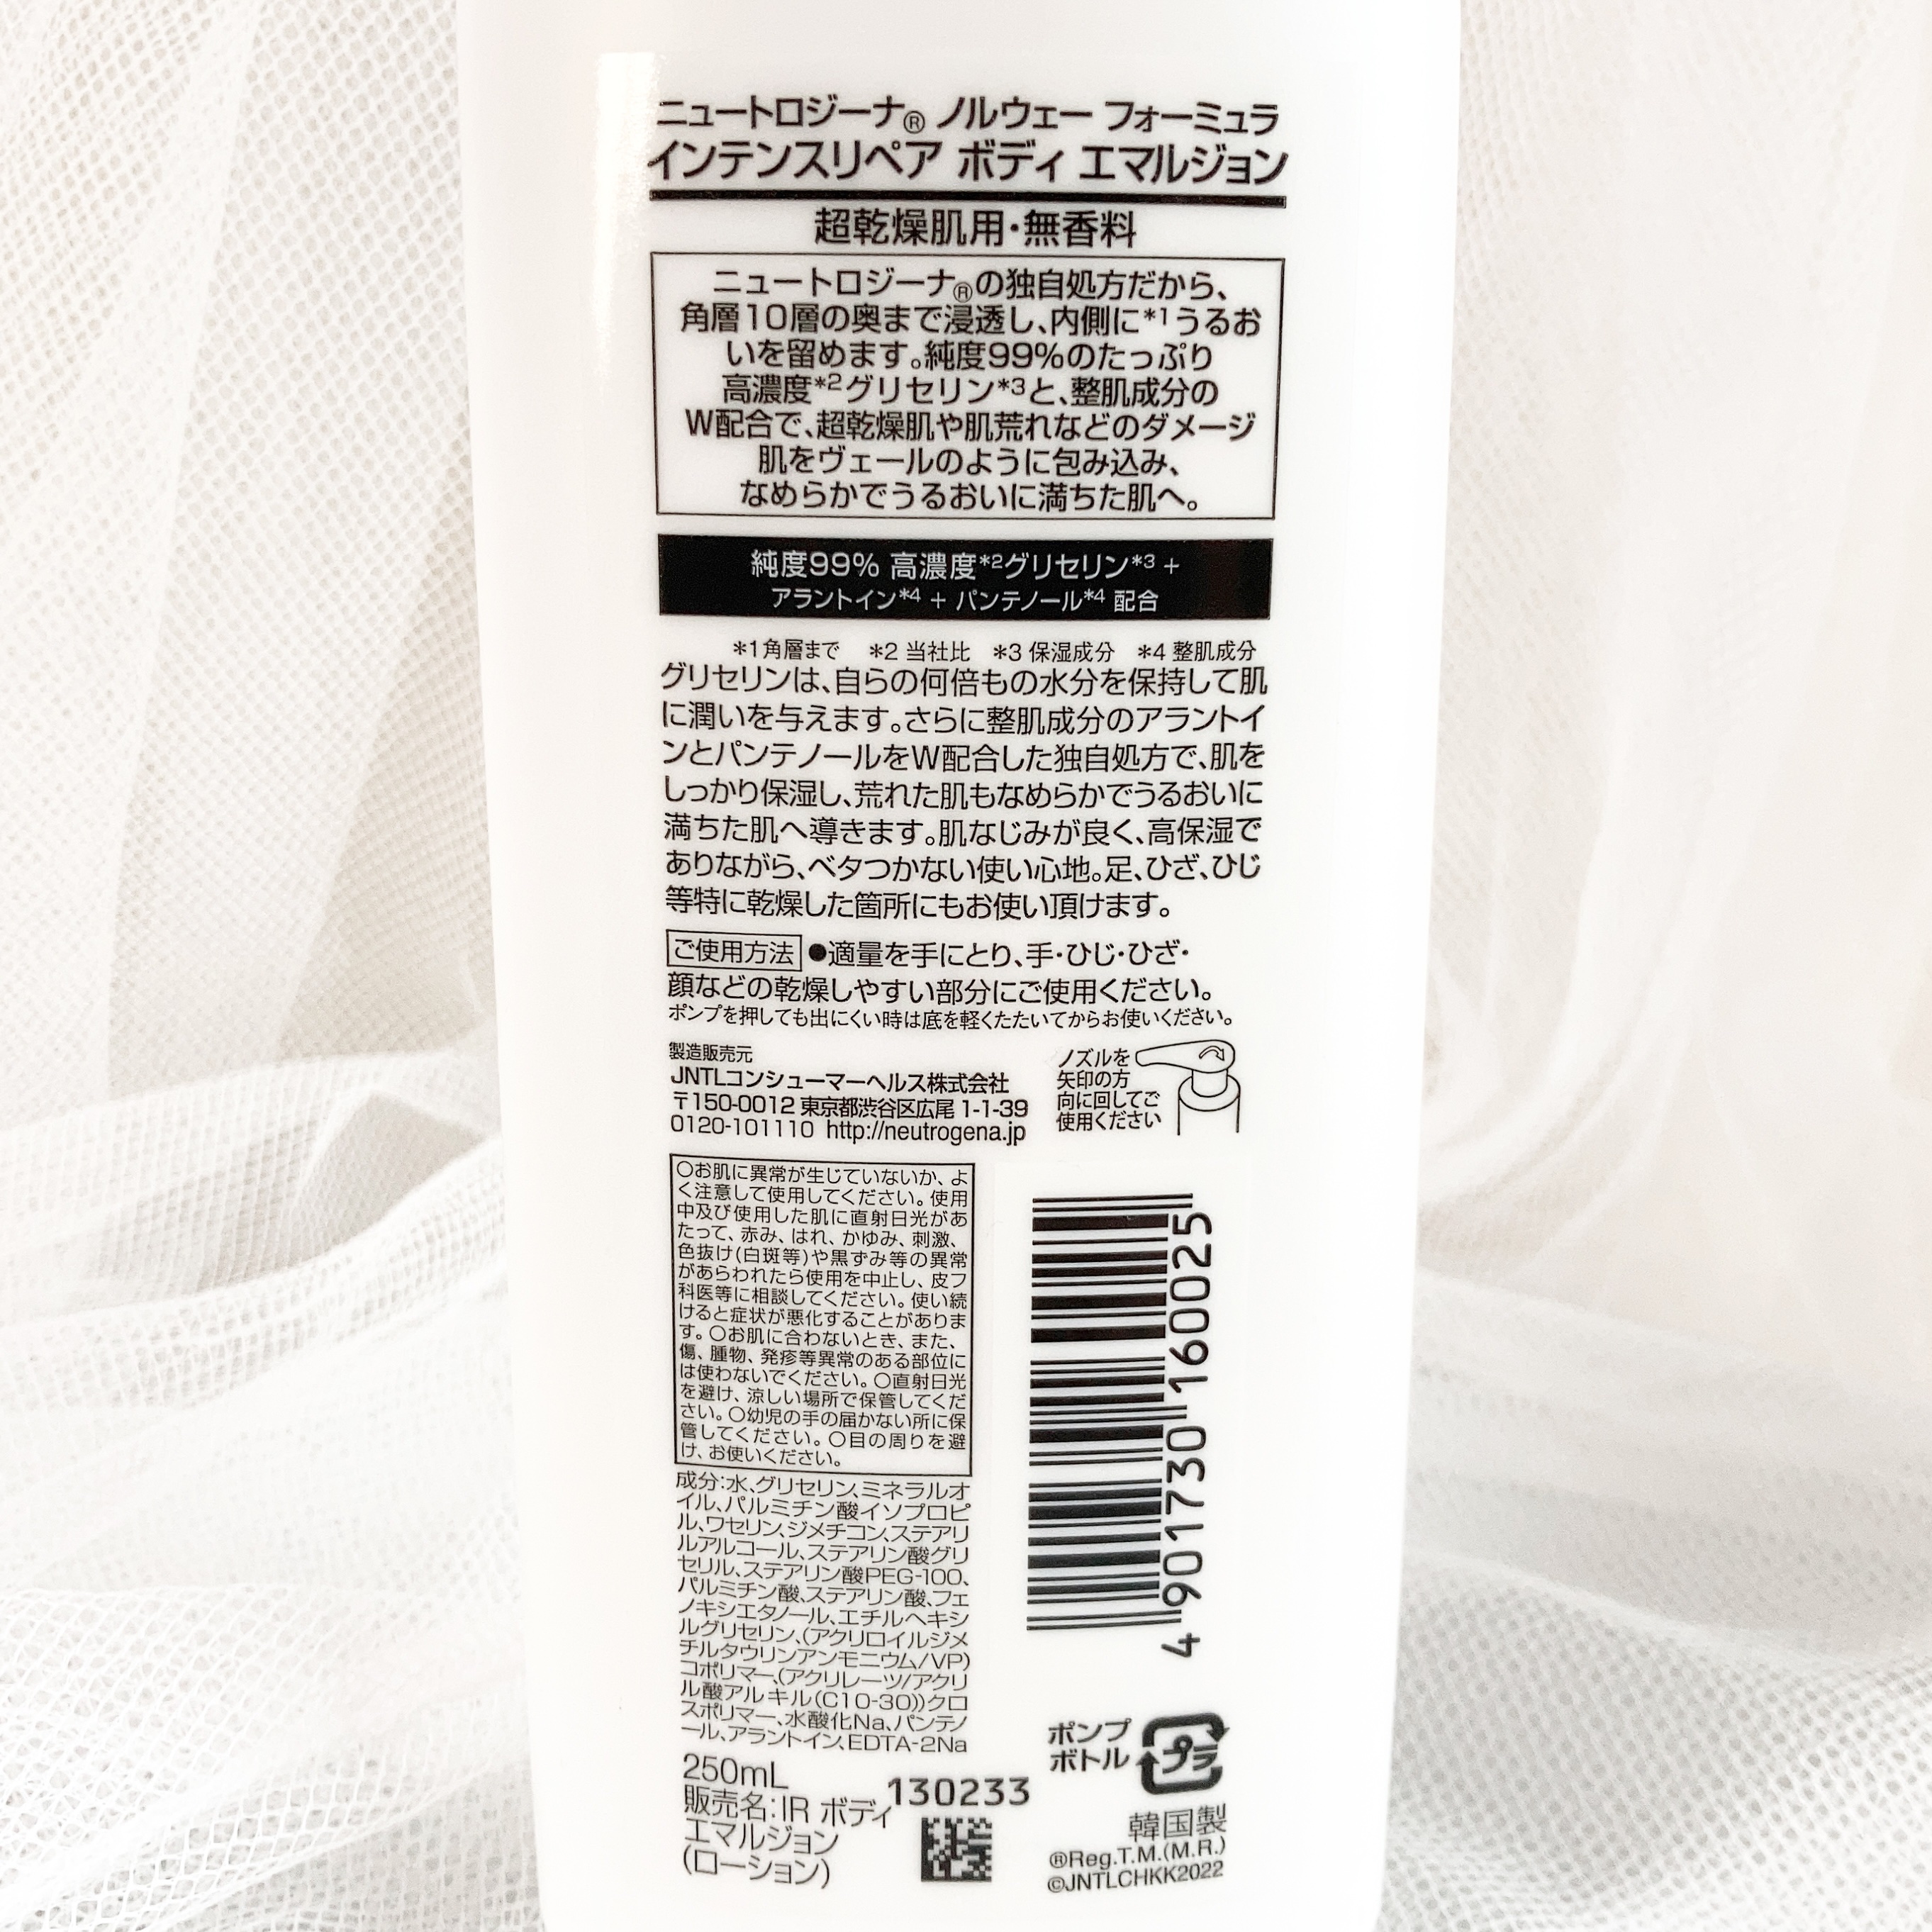 ニュートロジーナ® ノルウェー フォーミュラ
インテンスリペア ボディ エマルジョン
超乾燥肌用・無香料
ニュートロジーナ®の独自処方だから、
角層10層の奥まで浸透し、内側に*1うるお
いを留めます。純度99%のたっぷり
高濃度*2グリセリン*3と、整肌成分の
W配合で、超乾燥肌や肌荒れなどのダメージ
肌をヴェールのように包み込み、
なめらかでうるおいに満ちた肌へ。
純度99% 高濃度*2グリセリン*3 +
アラントイン*4 + パンテノール*4 配合
*1角層まで *2 当社比 *3 保湿成分 *4 整肌成分
グリセリンは、自らの何倍もの水分を保持して肌
に潤いを与えます。さらに整肌成分のアラントイ
ンとパンテノールをW配合した独自処方で、肌を
しっかり保湿し、荒れた肌もなめらかでうるおいに
満ちた肌へ導きます。肌なじみが良く、高保湿で
ありながら、ベタつかない使い心地。足、ひざ、ひじ
等特に乾燥した箇所にもお使い頂けます。
ご使用方法 ●適量を手にとり、手・ひじ・ひざ・
顔などの乾燥しやすい部分にご使用ください。
ポンプを押しても出にくい時は底を軽くたたいてからお使いください。
製造販売元
JNTLコンシューマーヘルス株式会社
〒150-0012 東京都渋谷区広尾 1-1-39
0120-101110 http://neutrogena.jp
ノズルを
矢印の方
向に回してご
使用ください
○お肌に異常が生じていないか、よ
く注意して使用してください。使用
中及び使用した肌に直射日光があ
たって、赤み、はれ、かゆみ、刺激、
色抜け(白斑等)や黒ずみ等の異常
があらわれたら使用を中止し、皮フ
科医等に相談してください。使い続
けると症状が悪化することがありま
す。○お肌に合わないとき、また、
傷、腫物、発疹等異常のある部位に
は使わないでください。○直射日光
を避け、涼しい場所で保管してくだ
さい。○幼児の手の届かない所に保
管してください。○目の周りを避
け、お使いください。
成分:水、グリセリン、ミネラルオ
イル、パルミチン酸イソプロピ
ル、ワセリン、ジメチコン、ステアリ
ルアルコール、ステアリン酸グリ
セリル、ステアリン酸PEG-100、
パルミチン酸、ステアリン酸、フェ
ノキシエタノール、エチルヘキシ
ルグリセリン、(アクリロイルジメ
チルタウリンアンモニウム/VP)
コポリマー、(アクリレーツ/アクリ
ル酸アルキル(C10-30))クロ
スポリマー、水酸化Na、パンテノ
ール、アラントイン、EDTA-2Na
250mL
販売名:IR ボディ
エマルジョン
(ローション)
130233
4 901730 160025
ポンプ
ボトル
プラ
韓国製
®Reg.T.M.(M.R.)
©JNTLCHKK2022